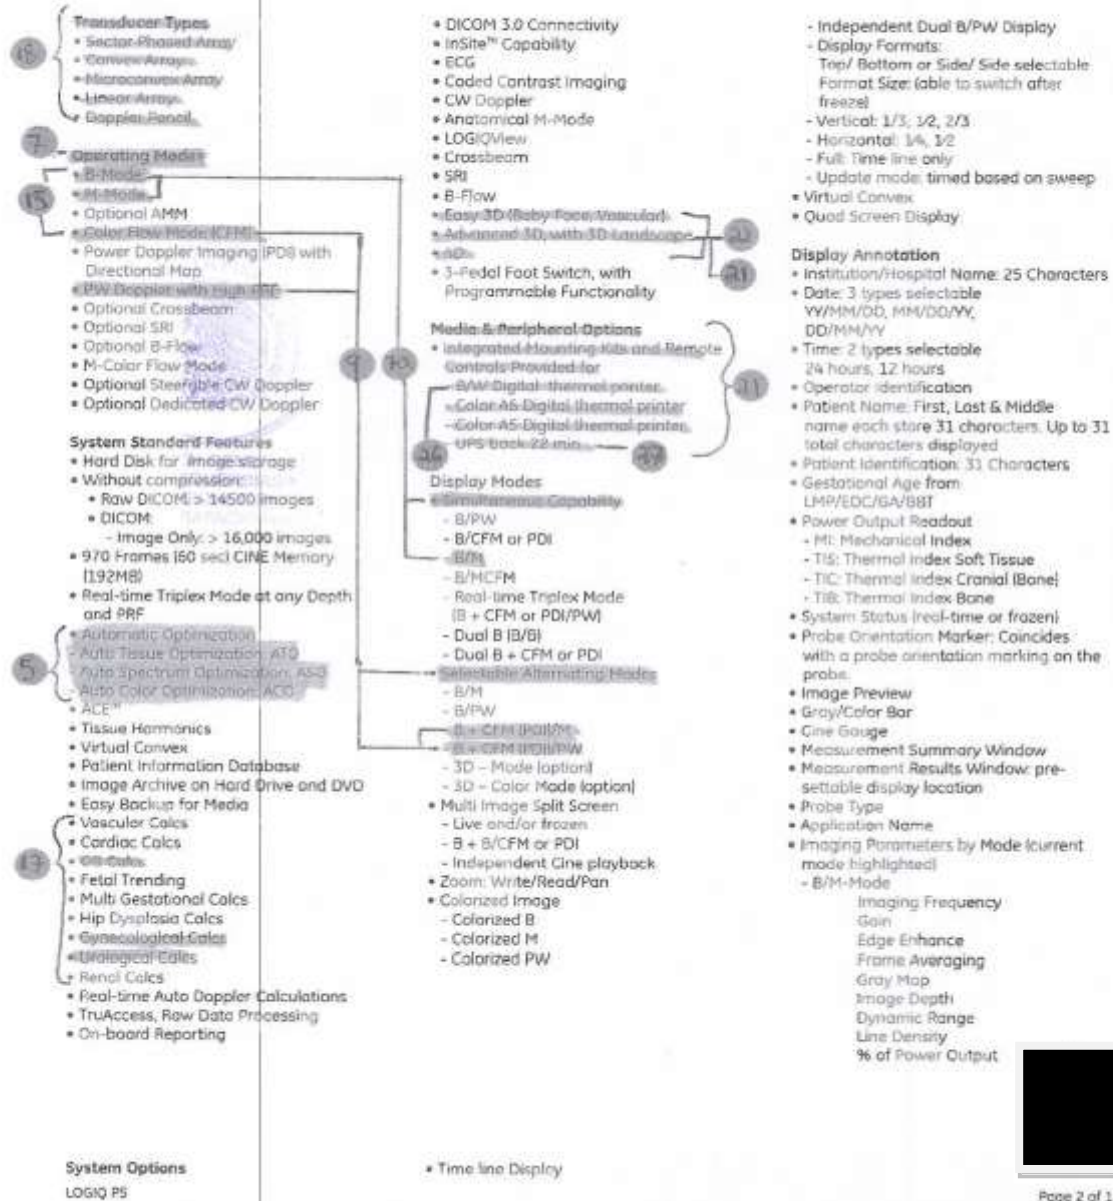 18
Transducer Types
• Sector Phased Array
• Convex Arrays
• Microconvex Array
• Linear Arrays
• Doppler Pencil
7
Operating Modes
• B-Mode
• M-Mode
15
• Optional AMM
• Color Flow Mode (CFM)
• Power Doppler Imaging (PDI) with
Directional Map
• PW Doppler with High PRF
• Optional Crossbeam
• Optional SRI
• Optional B-Flow
• M-Color Flow Mode
• Optional Steerable CW Doppler
• Optional Dedicated CW Doppler
System Standard Features
• Hard Disk for image storage
• Without compression:
• Raw DICOM: > 14500 images
• DICOM:
- Image Only: > 16,000 images
• 970 Frames (60 sec) CINE Memory
(192MB)
• Real-time Triplex Mode at any Depth
and PRF
• Automatic Optimization
- Auto Tissue Optimization: ATO
- Auto Spectrum Optimization: ASO
- Auto Color Optimization: ACO
5
• ACE™
• Tissue Harmonics
• Virtual Convex
• Patient Information Database
• Image Archive on Hard Drive and DVD
• Easy Backup for Media
• Vascular Calcs
• Cardiac Calcs
• OB Calcs
• Fetal Trending
• Multi Gestational Calcs
• Hip Dysplasia Calcs
• Gynecological Calcs
• Urological Calcs
• Renal Calcs
• Real-time Auto Doppler Calculations
• TruAccess, Raw Data Processing
• On-board Reporting
System Options
LOGIQ P5
• DICOM 3.0 Connectivity
• InSite™ Capability
• ECG
• Coded Contrast Imaging
• CW Doppler
• Anatomical M-Mode
• LOGIQView
• Crossbeam
• SRI
• B-Flow
• Easy 3D (Baby Face, Vascular)
• Advanced 3D, with 3D Landscape
• 4D
• 3-Pedal Foot Switch, with
Programmable Functionality
21
Media & Peripheral Options
• Integrated Mounting Kits and Remote
Controls Provided for
- B/W Digital thermal printer
- Color A6 Digital thermal printer
- Color A5 Digital thermal printer
- UPS back 22 min
26
27
Display Modes
• Simultaneous Capability
- B/PW
- B/CFM or PDI
- B/M
- B/MCFM
- Real-time Triplex Mode
(B + CFM or PDI/PW)
- Dual B (B/B)
- Dual B + CFM or PDI
• Selectable Alternating Modes
- B/M
- B/PW
- B + CFM (PDI)/M
- B + CFM (PDI)/PW
- 3D – Mode (option)
- 3D – Color Mode (option)
• Multi Image Split Screen
- Live and/or frozen
- B + B/CFM or PDI
- Independent Cine playback
• Zoom: Write/Read/Pan
• Colorized Image
- Colorized B
- Colorized M
- Colorized PW
• Time line Display
- Independent Dual B/PW Display
- Display Formats:
Top/ Bottom or Side/ Side selectable
Format Size: (able to switch after
freeze)
- Vertical: 1/3, 1/2, 2/3
- Horizontal: 1/4, 1/2
- Full: Time line only
- Update mode: timed based on sweep
• Virtual Convex
• Quad Screen Display
Display Annotation
• Institution/Hospital Name: 25 Characters
• Date: 3 types selectable
YY/MM/DD, MM/DD/YY,
DD/MM/YY
• Time: 2 types selectable
24 hours, 12 hours
• Operator Identification
• Patient Name: First, Last & Middle
name each store 31 characters. Up to 31
total characters displayed
• Patient Identification: 31 Characters
• Gestational Age from
LMP/EDC/GA/BBT
• Power Output Readout
- MI: Mechanical Index
- TIS: Thermal Index Soft Tissue
- TIC: Thermal Index Cranial (Bone)
- TIB: Thermal Index Bone
• System Status (real-time or frozen)
• Probe Orientation Marker: Coincides
with a probe orientation marking on the
probe.
• Image Preview
• Gray/Color Bar
• Cine Gauge
• Measurement Summary Window
• Measurement Results Window: pre-
settable display location
• Probe Type
• Application Name
• Imaging Parameters by Mode (current
mode highlighted)
- B/M-Mode
Imaging Frequency
Gain
Edge Enhance
Frame Averaging
Gray Map
Image Depth
Dynamic Range
Line Density
% of Power Output
Page 2 of 1